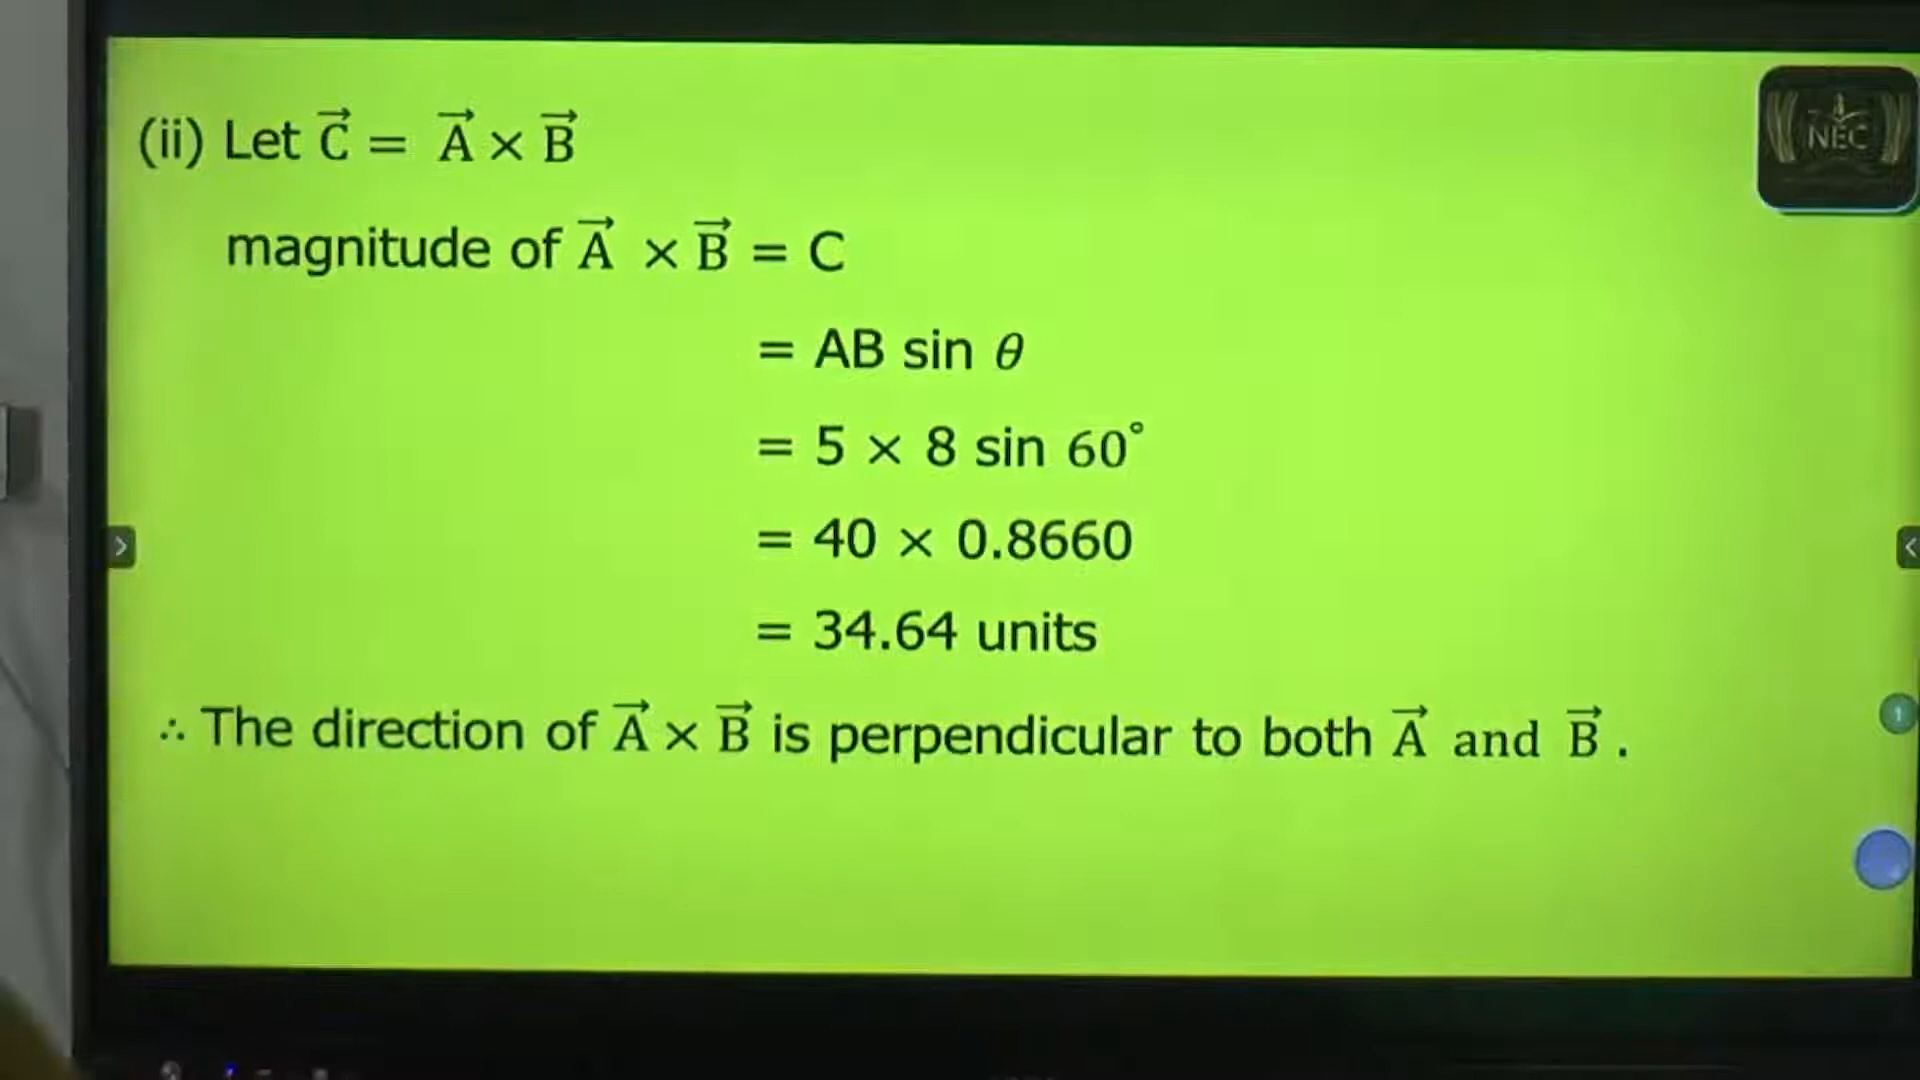 (ii) Let C⃗ = A⃗ × B⃗
NEC
magnitude of A⃗ × B⃗ = C
= AB sin θ
= 5 × 8 sin 60°
= 40 × 0.8660
= 34.64 units
∴ The direction of A⃗ × B⃗ is perpendicular to both A⃗ and B⃗ .
1